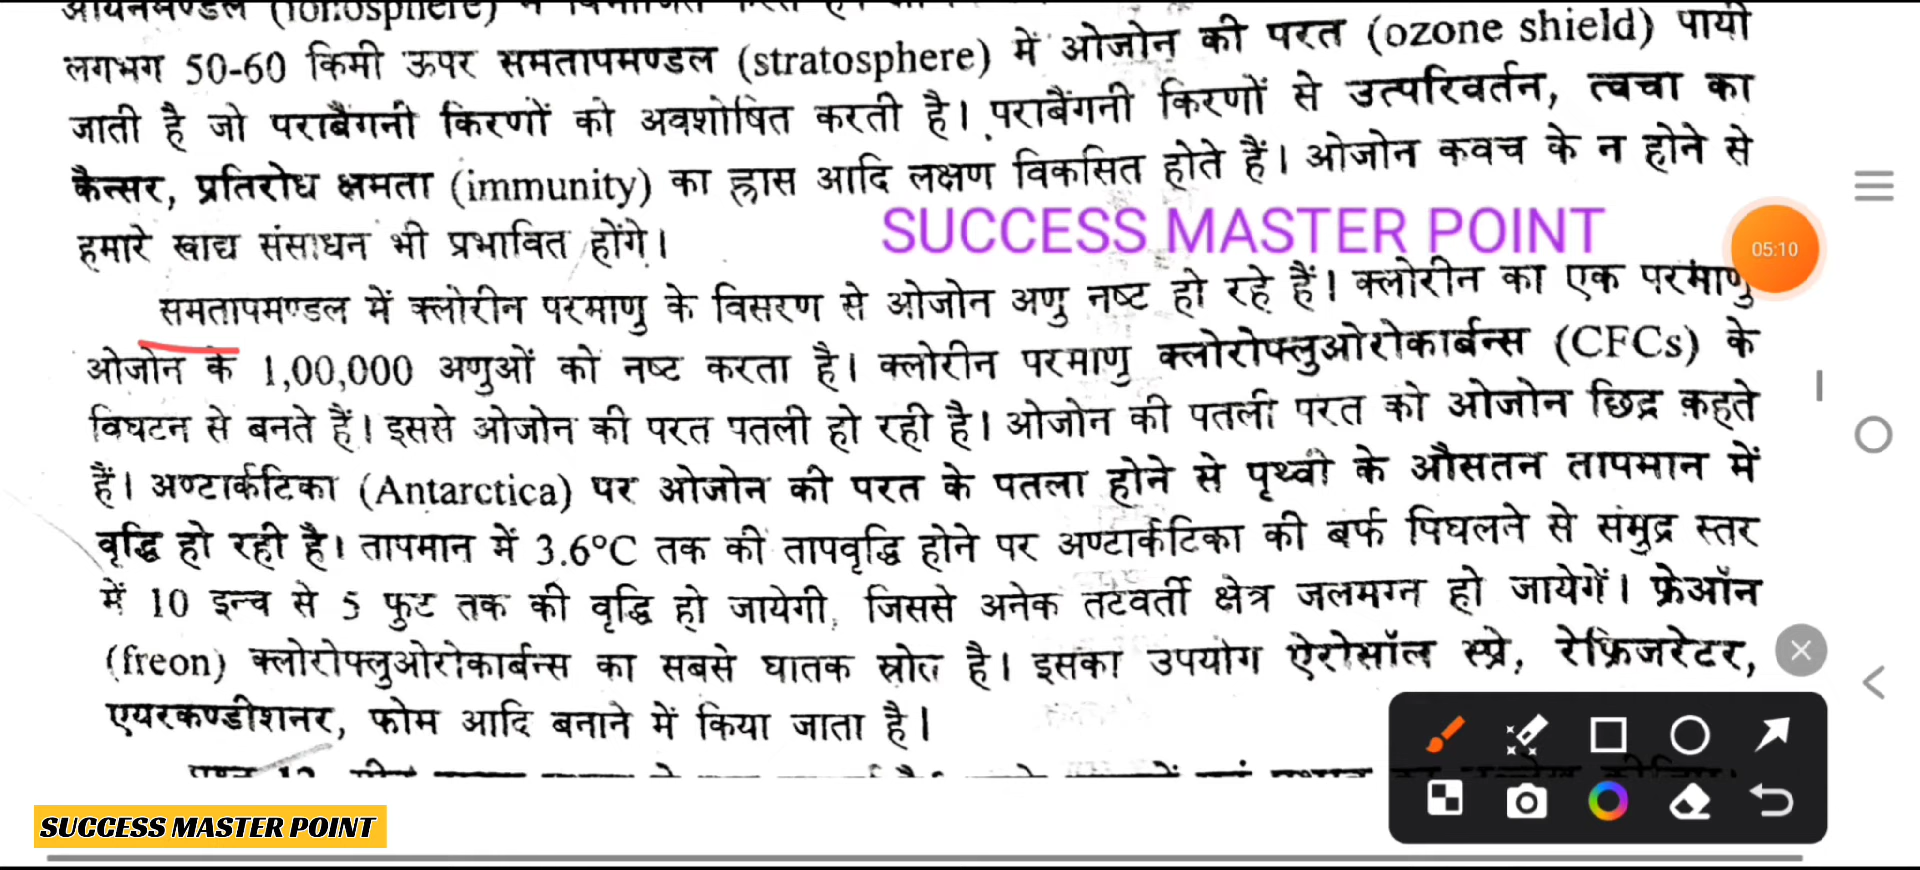 आयनमण्डल (ionosphere) में विभाजित करते हैं।
लगभग 50-60 किमी ऊपर समतापमण्डल (stratosphere) में ओजोन की परत (ozone shield) पायी
जाती है जो पराबैंगनी किरणों को अवशोषित करती है। पराबैंगनी किरणों से उत्परिवर्तन, त्वचा का
कैन्सर, प्रतिरोध क्षमता (immunity) का ह्रास आदि लक्षण विकसित होते हैं। ओजोन कवच के न होने से
हमारे खाद्य संसाधन भी प्रभावित होंगे।
SUCCESS MASTER POINT
05:10
समतापमण्डल में क्लोरीन परमाणु के विसरण से ओजोन अणु नष्ट हो रहे हैं। क्लोरीन का एक परमाणु
ओजोन के 1,00,000 अणुओं को नष्ट करता है। क्लोरीन परमाणु क्लोरोफ्लुओरोकार्बन्स (CFCs) के
विघटन से बनते हैं। इससे ओजोन की परत पतली हो रही है। ओजोन की पतली परत को ओजोन छिद्र कहते
हैं। अण्टार्कटिका (Antarctica) पर ओजोन की परत के पतला होने से पृथ्वी के औसतन तापमान में
वृद्धि हो रही है। तापमान में 3.6°C तक की तापवृद्धि होने पर अण्टार्कटिका की बर्फ पिघलने से समुद्र स्तर
में 10 इन्च से 5 फुट तक की वृद्धि हो जायेगी, जिससे अनेक तटवर्ती क्षेत्र जलमग्न हो जायेगें। फ्रेऑन
(freon) क्लोरोफ्लुओरोकार्बन्स का सबसे घातक स्रोत है। इसका उपयोग ऐरोसॉल स्प्रे, रेफ्रिजरेटर,
एयरकण्डीशनर, फोम आदि बनाने में किया जाता है।
SUCCESS MASTER POINT